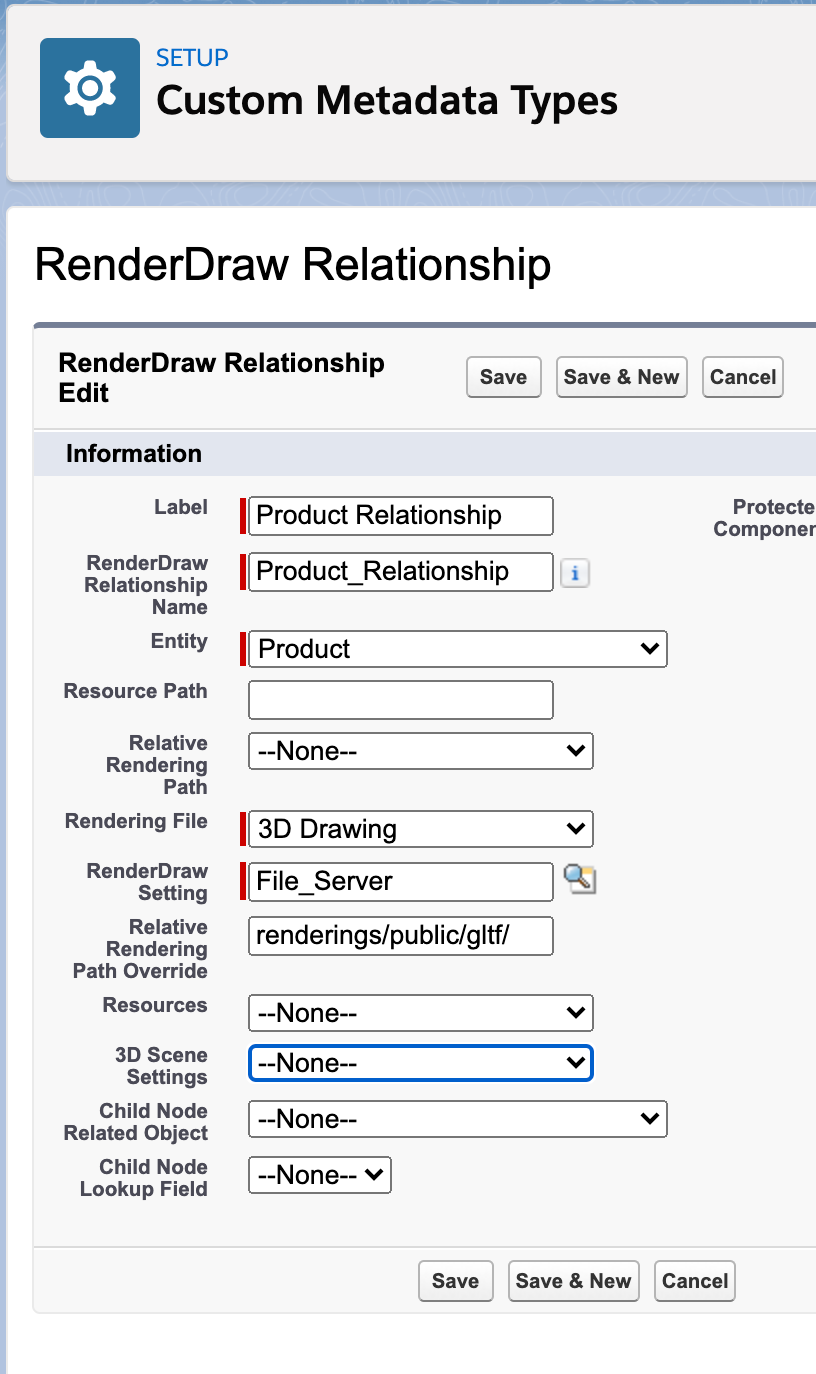 SETUP
Custom Metadata Types
RenderDraw Relationship
RenderDraw Relationship
Edit
Save
Save & New
Cancel
Information
Label
Product Relationship
Protecte
Componer
RenderDraw
Relationship
Name
Product_Relationship
i
Entity
Product
Resource Path
Relative
Rendering
Path
--None--
Rendering File
3D Drawing
RenderDraw
Setting
File_Server
Relative
Rendering
Path Override
renderings/public/gltf/
Resources
--None--
3D Scene
Settings
--None--
Child Node
Related Object
--None--
Child Node
Lookup Field
--None--
Save
Save & New
Cancel